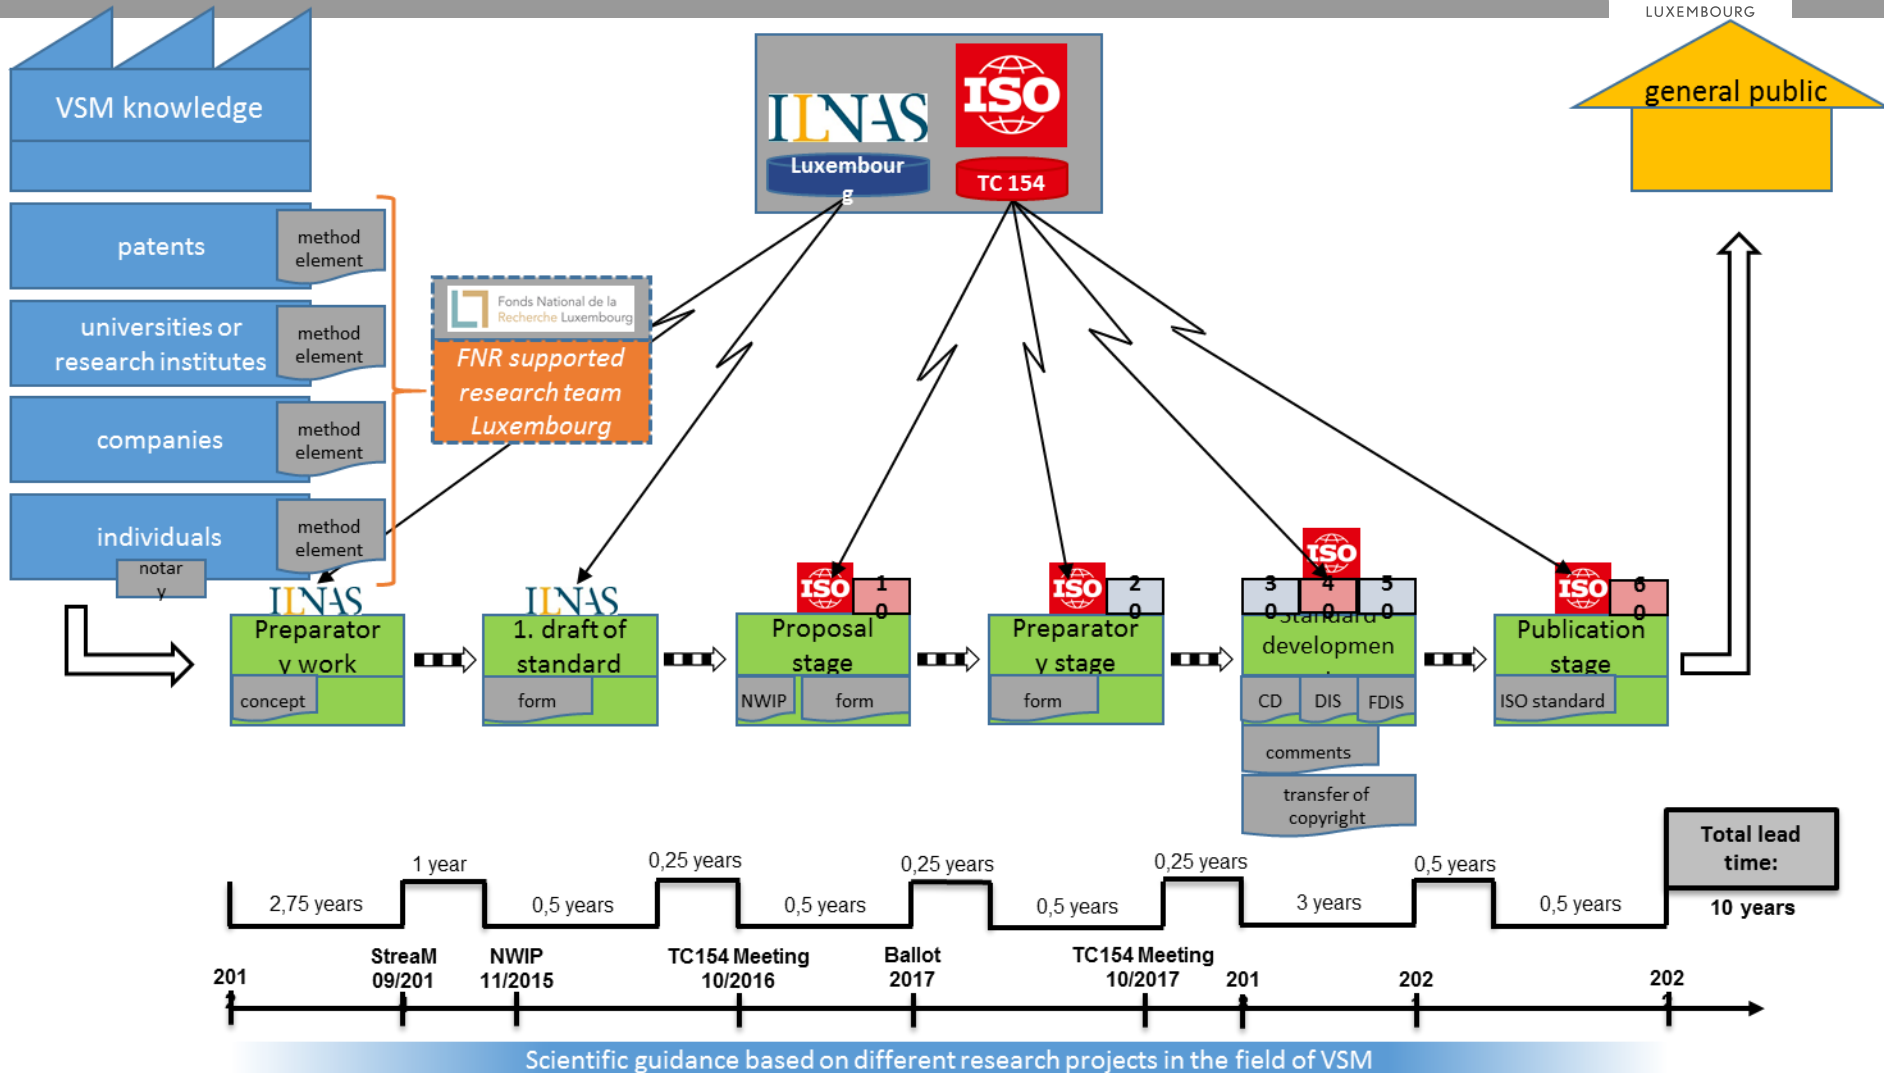 LUXEMBOURG
VSM knowledge
general public
ILNAS
ISO
Luxembour
g
TC 154
patents
method
element
universities or
research institutes
method
element
companies
method
element
individuals
method
element
notar
y
Fonds National de la
Recherche Luxembourg
FNR supported
research team
Luxembourg
ILNAS
Preparator
y work
concept
ILNAS
1. draft of
standard
form
ISO
1
0
Proposal
stage
NWIP
form
ISO
2
0
Preparator
y stage
form
ISO
3
0
4
0
5
0
Standard
developmen
CD
DIS
FDIS
comments
transfer of
copyright
ISO
6
0
Publication
stage
ISO standard
2,75 years
1 year
0,5 years
0,25 years
0,5 years
0,25 years
0,5 years
0,25 years
3 years
0,5 years
0,5 years
Total lead
time:
10 years
201
StreaM
09/201
NWIP
11/2015
TC154 Meeting
10/2016
Ballot
2017
TC154 Meeting
10/2017
201
202
202
Scientific guidance based on different research projects in the field of VSM